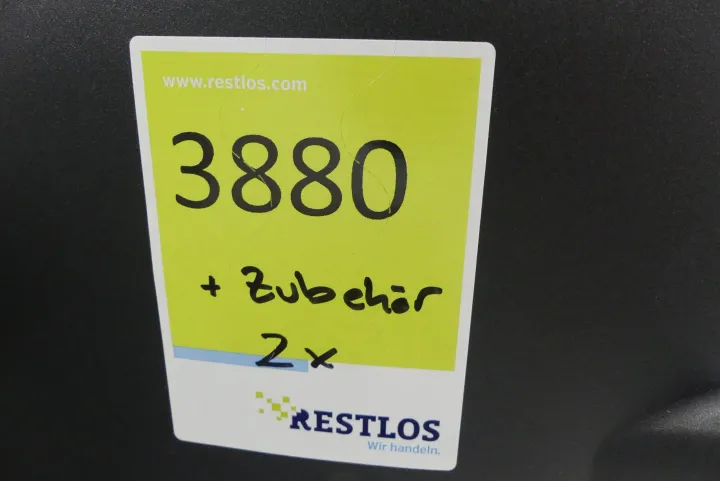 www.restlos.com
3880
+ Zubehör
2x
RESTLOS
Wir handeln.